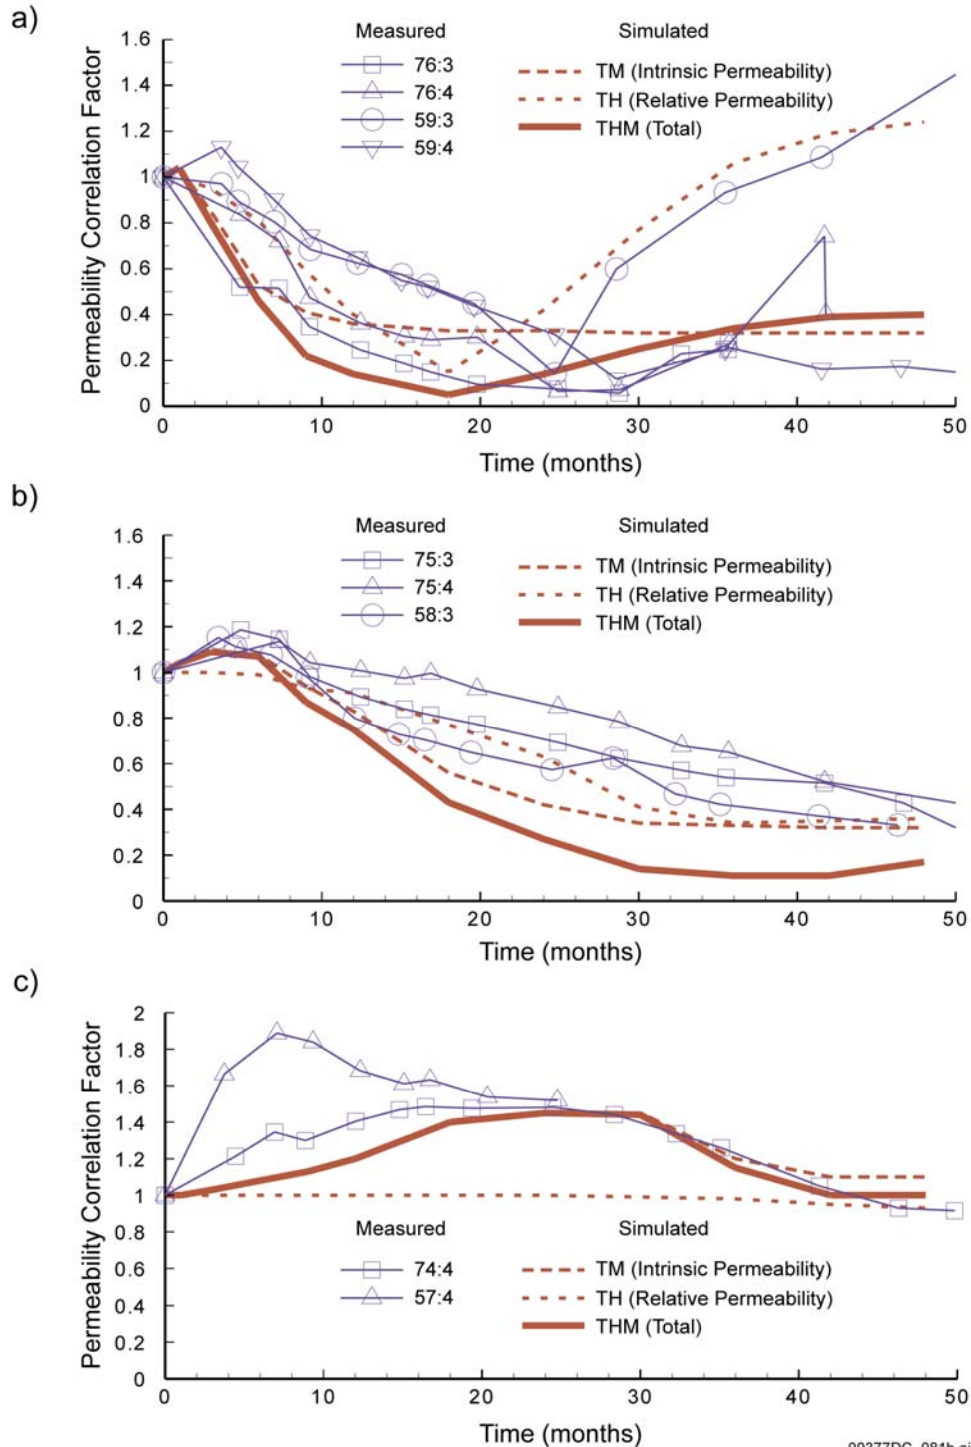 a)
Measured
Simulated
76:3
76:4
59:3
59:4
TM (Intrinsic Permeability)
TH (Relative Permeability)
THM (Total)
Permeability Correlation Factor
1.6
1.4
1.2
1
0.8
0.6
0.4
0.2
0
0 10 20 30 40 50
Time (months)
b)
Measured
Simulated
75:3
75:4
58:3
TM (Intrinsic Permeability)
TH (Relative Permeability)
THM (Total)
1.6
1.4
1.2
1
0.8
0.6
0.4
0.2
0
0 10 20 30 40 50
Time (months)
c)
Permeability Correlation Factor
2
1.8
1.6
1.4
1.2
1
0.8
0.6
0.4
0.2
0
Measured
Simulated
74:4
57:4
TM (Intrinsic Permeability)
TH (Relative Permeability)
THM (Total)
0 10 20 30 40 50
Time (months)